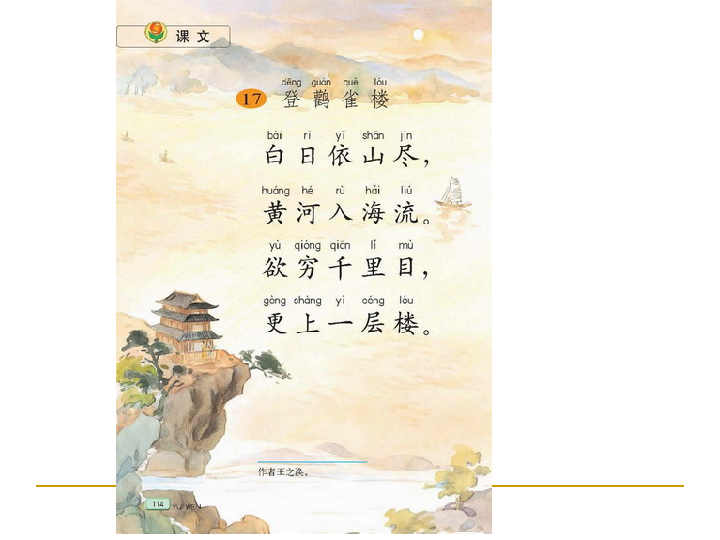 课文
dēng guàn què lóu
17 登鹳雀楼
bái rì yī shān jìn
白日依山尽，
huáng hé rù hǎi liú
黄河入海流。
yù qióng qiān lǐ mù
欲穷千里目，
gèng shàng yì céng lóu
更上一层楼。
作者王之涣。
114 YU WEN